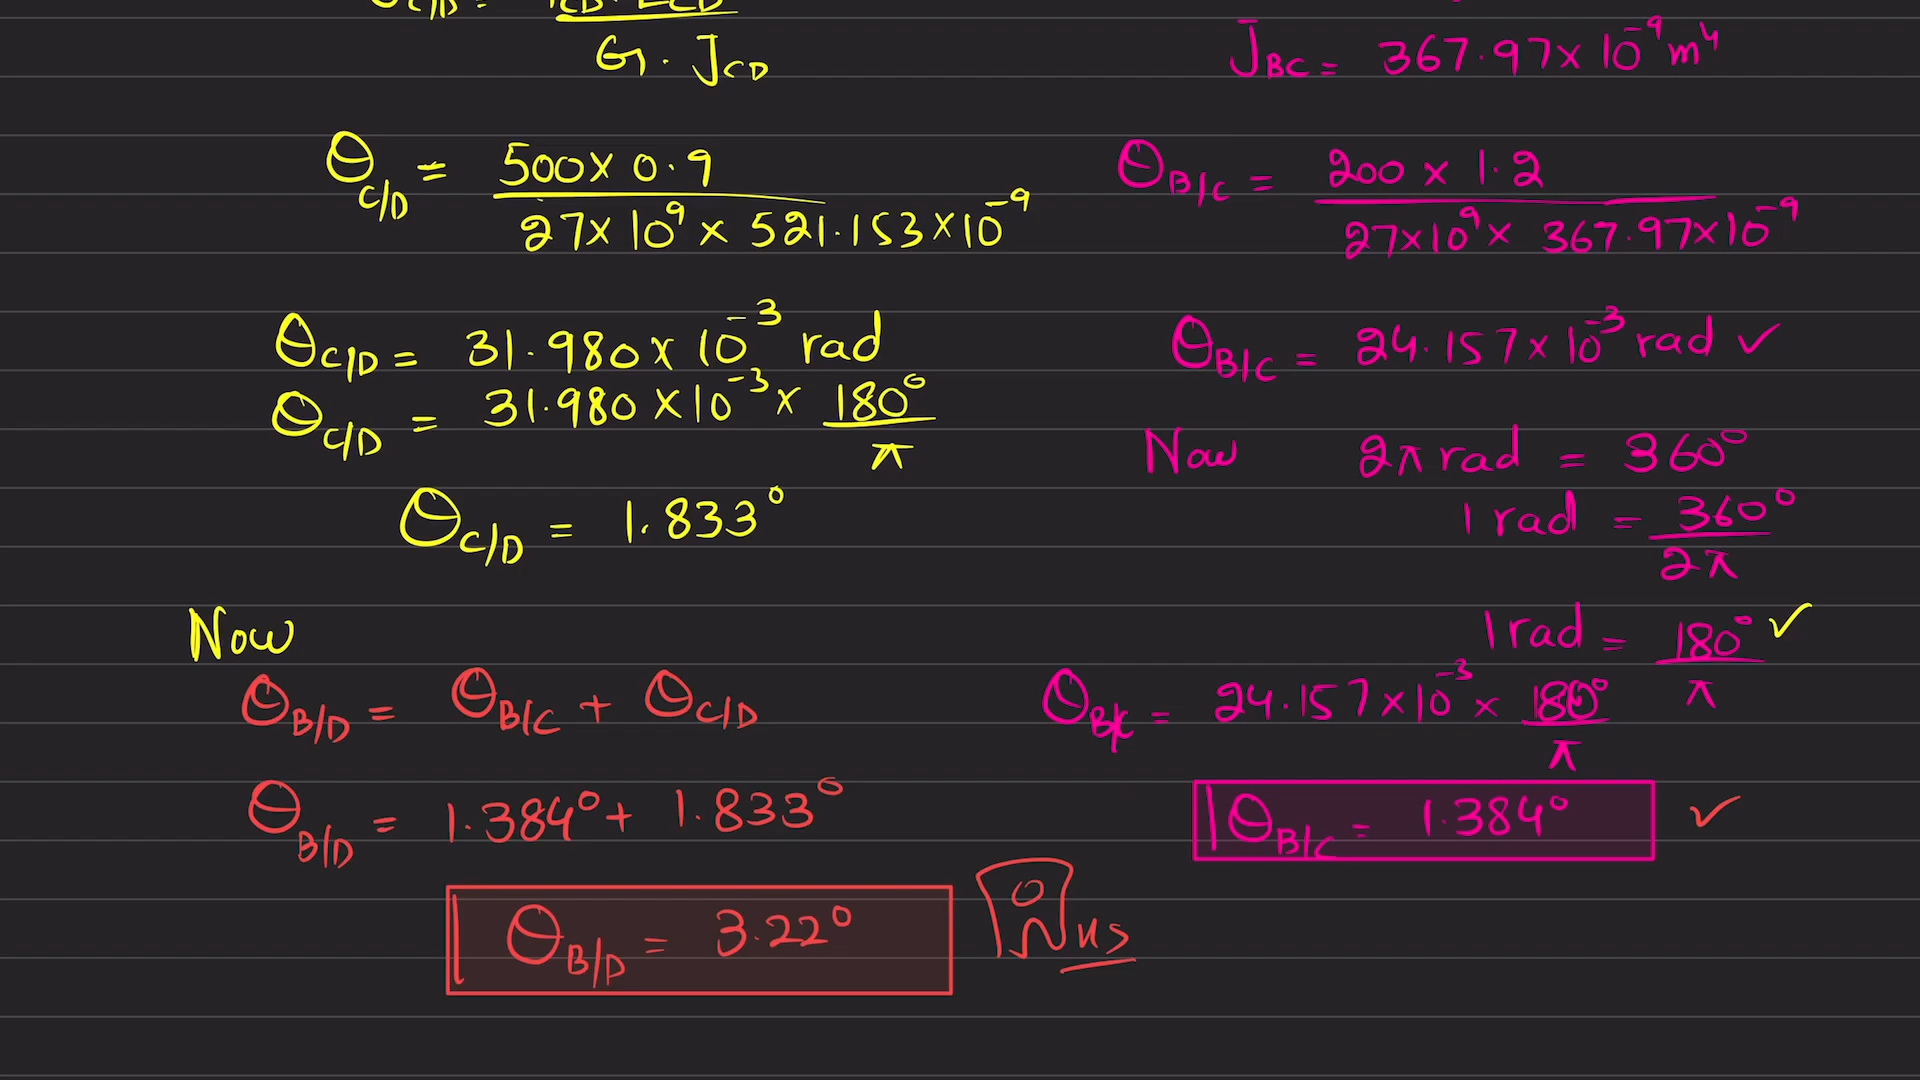 G · J_CD
θ_C/D = 500 × 0.9
27 × 10⁹ × 521.153 × 10⁻⁹
θ_C/D = 31.980 × 10⁻³ rad
θ_C/D = 31.980 × 10⁻³ × 180°
π
θ_C/D = 1.833°
Now
θ_B/D = θ_B/C + θ_C/D
θ_B/D = 1.384° + 1.833°
θ_B/D = 3.22°
J_BC = 367.97 × 10⁻⁹ m⁴
θ_B/C = 200 × 1.2
27 × 10⁹ × 367.97 × 10⁻⁹
θ_B/C = 24.157 × 10⁻³ rad ✓
Now 2π rad = 360°
1 rad = 360°
2π
1 rad = 180° ✓
π
θ_B/C = 24.157 × 10⁻³ × 180°
π
θ_B/C = 1.384° ✓